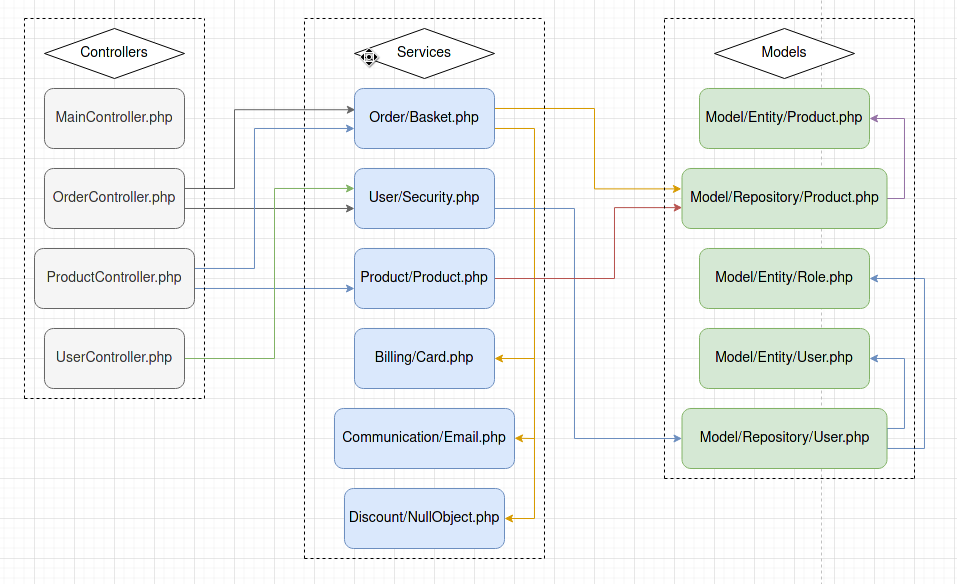 Controllers
MainController.php
OrderController.php
ProductController.php
UserController.php
Services
Order/Basket.php
User/Security.php
Product/Product.php
Billing/Card.php
Communication/Email.php
Discount/NullObject.php
Models
Model/Entity/Product.php
Model/Repository/Product.php
Model/Entity/Role.php
Model/Entity/User.php
Model/Repository/User.php